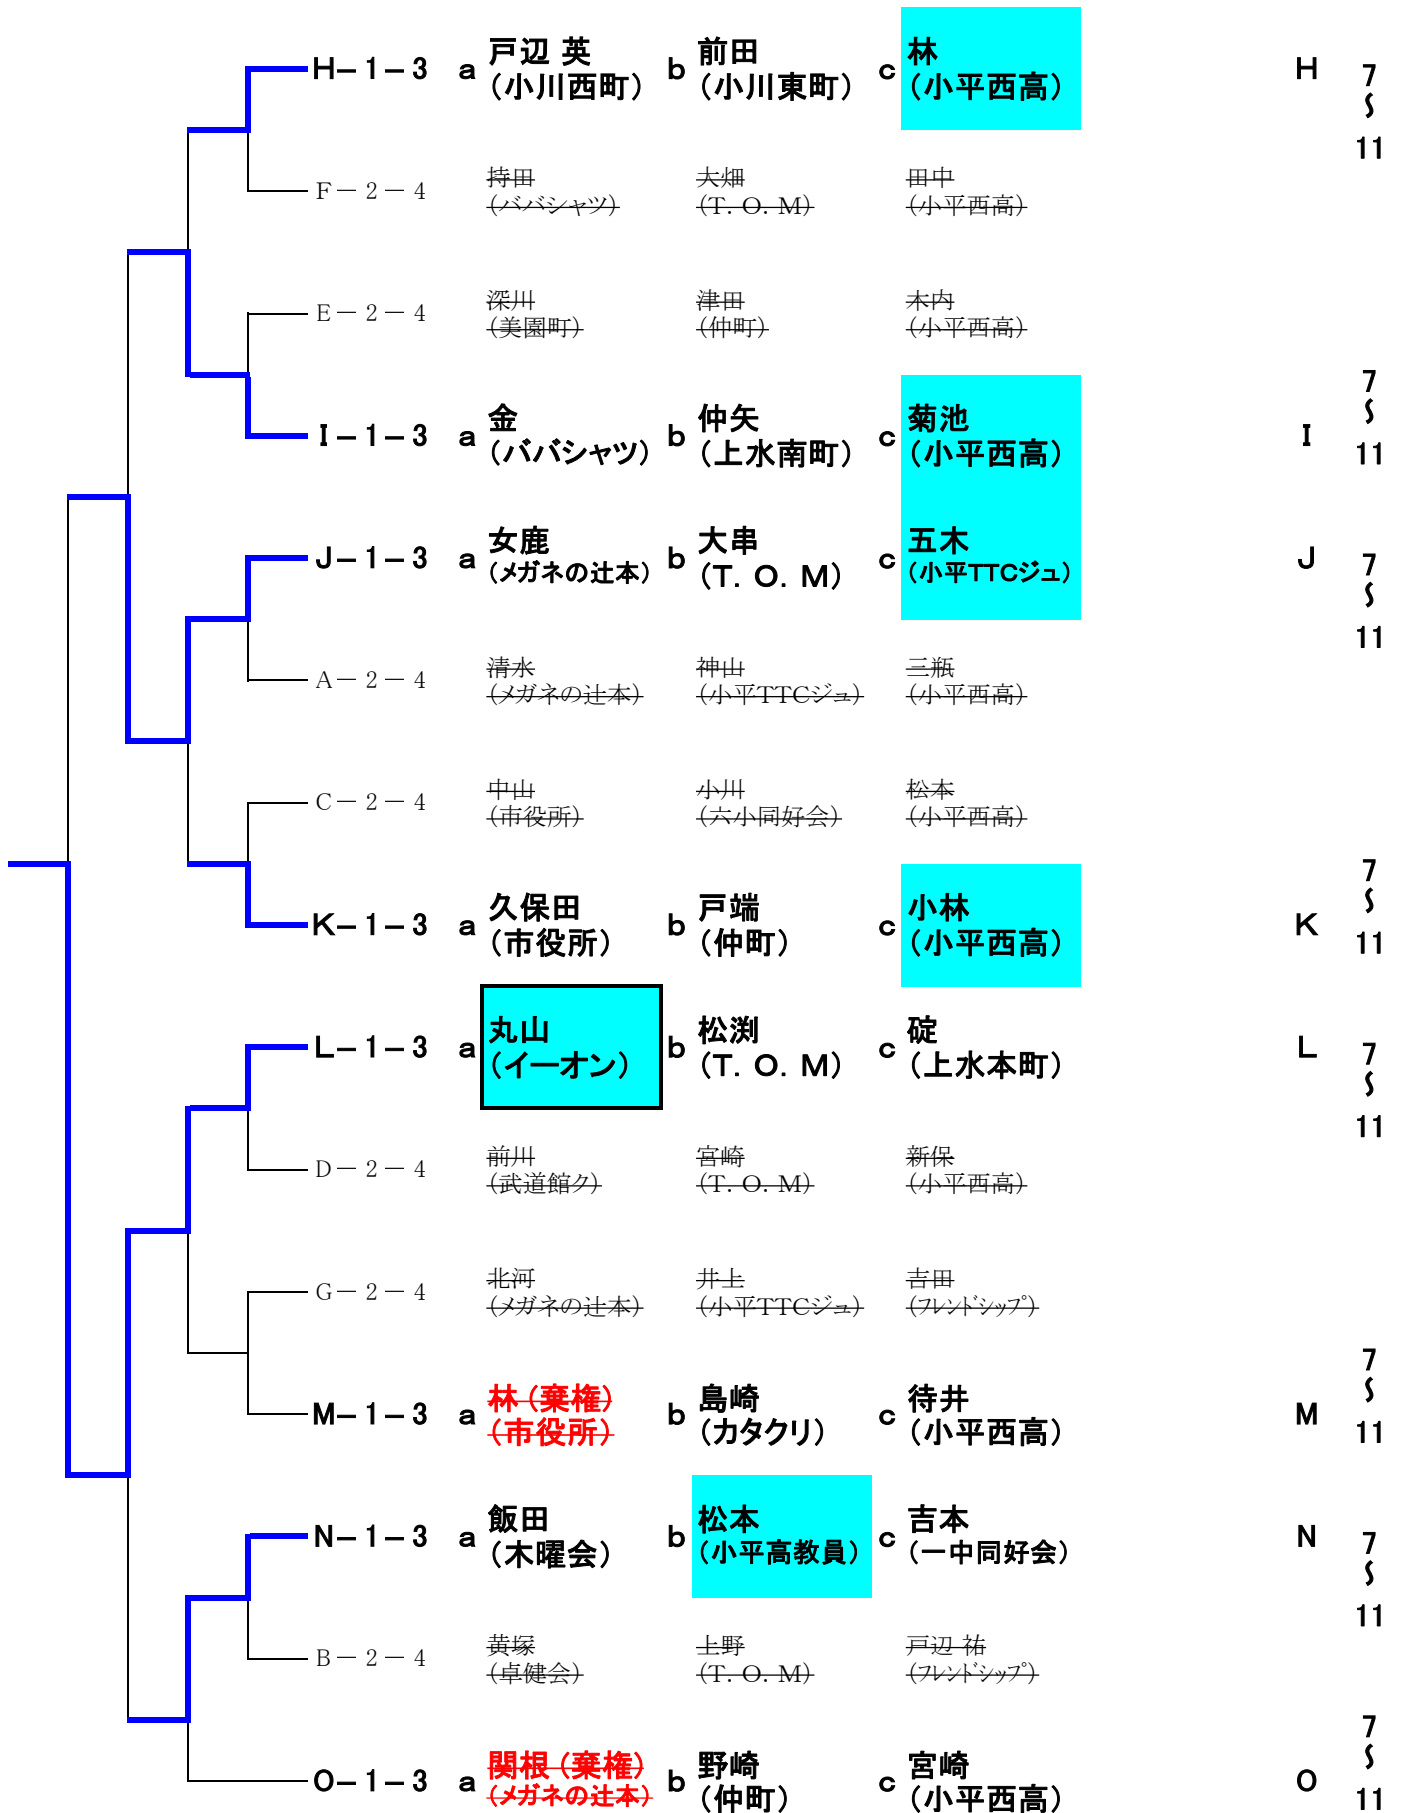 H－1－3 a 戸辺 英 b 前田 c 林 H 7
（小川西町） （小川東町） （小平西高） ～
11
F－2－4 持田 大畑 田中
（ババシャツ） （T．O．M） （小平西高）
E－2－4 深川 津田 木内
（美園町） （仲町） （小平西高）
I－1－3 a 金 b 仲矢 c 菊池 I 7
（ババシャツ） （上水南町） （小平西高） ～
11
J－1－3 a 女鹿 b 大串 c 五木 J 7
（メガネの辻本） （T．O．M） （小平TTCジュ） ～
11
A－2－4 清水 神山 三瓶
（メガネの辻本） （小平TTCジュ） （小平西高）
C－2－4 中山 小川 松本
（市役所） （六小同好会） （小平西高）
K－1－3 a 久保田 b 戸端 c 小林 K 7
（市役所） （仲町） （小平西高） ～
11
L－1－3 a 丸山 b 松渕 c 碇 L 7
（イーオン） （T．O．M） （上水本町） ～
11
D－2－4 前川 宮崎 新保
（武道館ク） （T．O．M） （小平西高）
G－2－4 北河 井上 吉田
（メガネの辻本） （小平TTCジュ） （フレンドシップ）
M－1－3 a 林（棄権） b 島崎 c 待井 M 7
（市役所） （カタクリ） （小平西高） ～
11
N－1－3 a 飯田 b 松本 c 吉本 N 7
（木曜会） （小平高教員） （一中同好会） ～
11
B－2－4 黄塚 上野 戸辺 祐
（卓健会） （T．O．M） （フレンドシップ）
O－1－3 a 関根（棄権） b 野崎 c 宮崎 O 7
（メガネの辻本） （仲町） （小平西高） ～
11